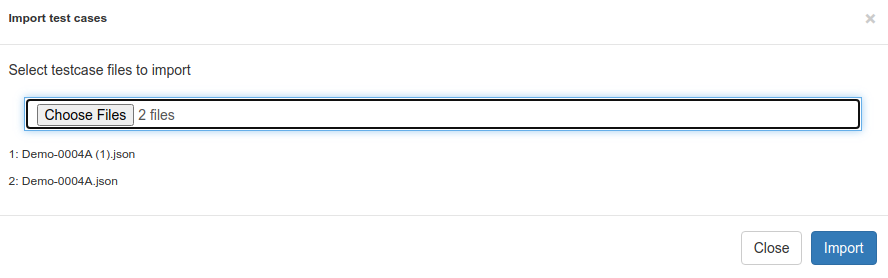 Import test cases ×
Select testcase files to import
Choose Files 2 files
1: Demo-0004A (1).json
2: Demo-0004A.json
Close Import